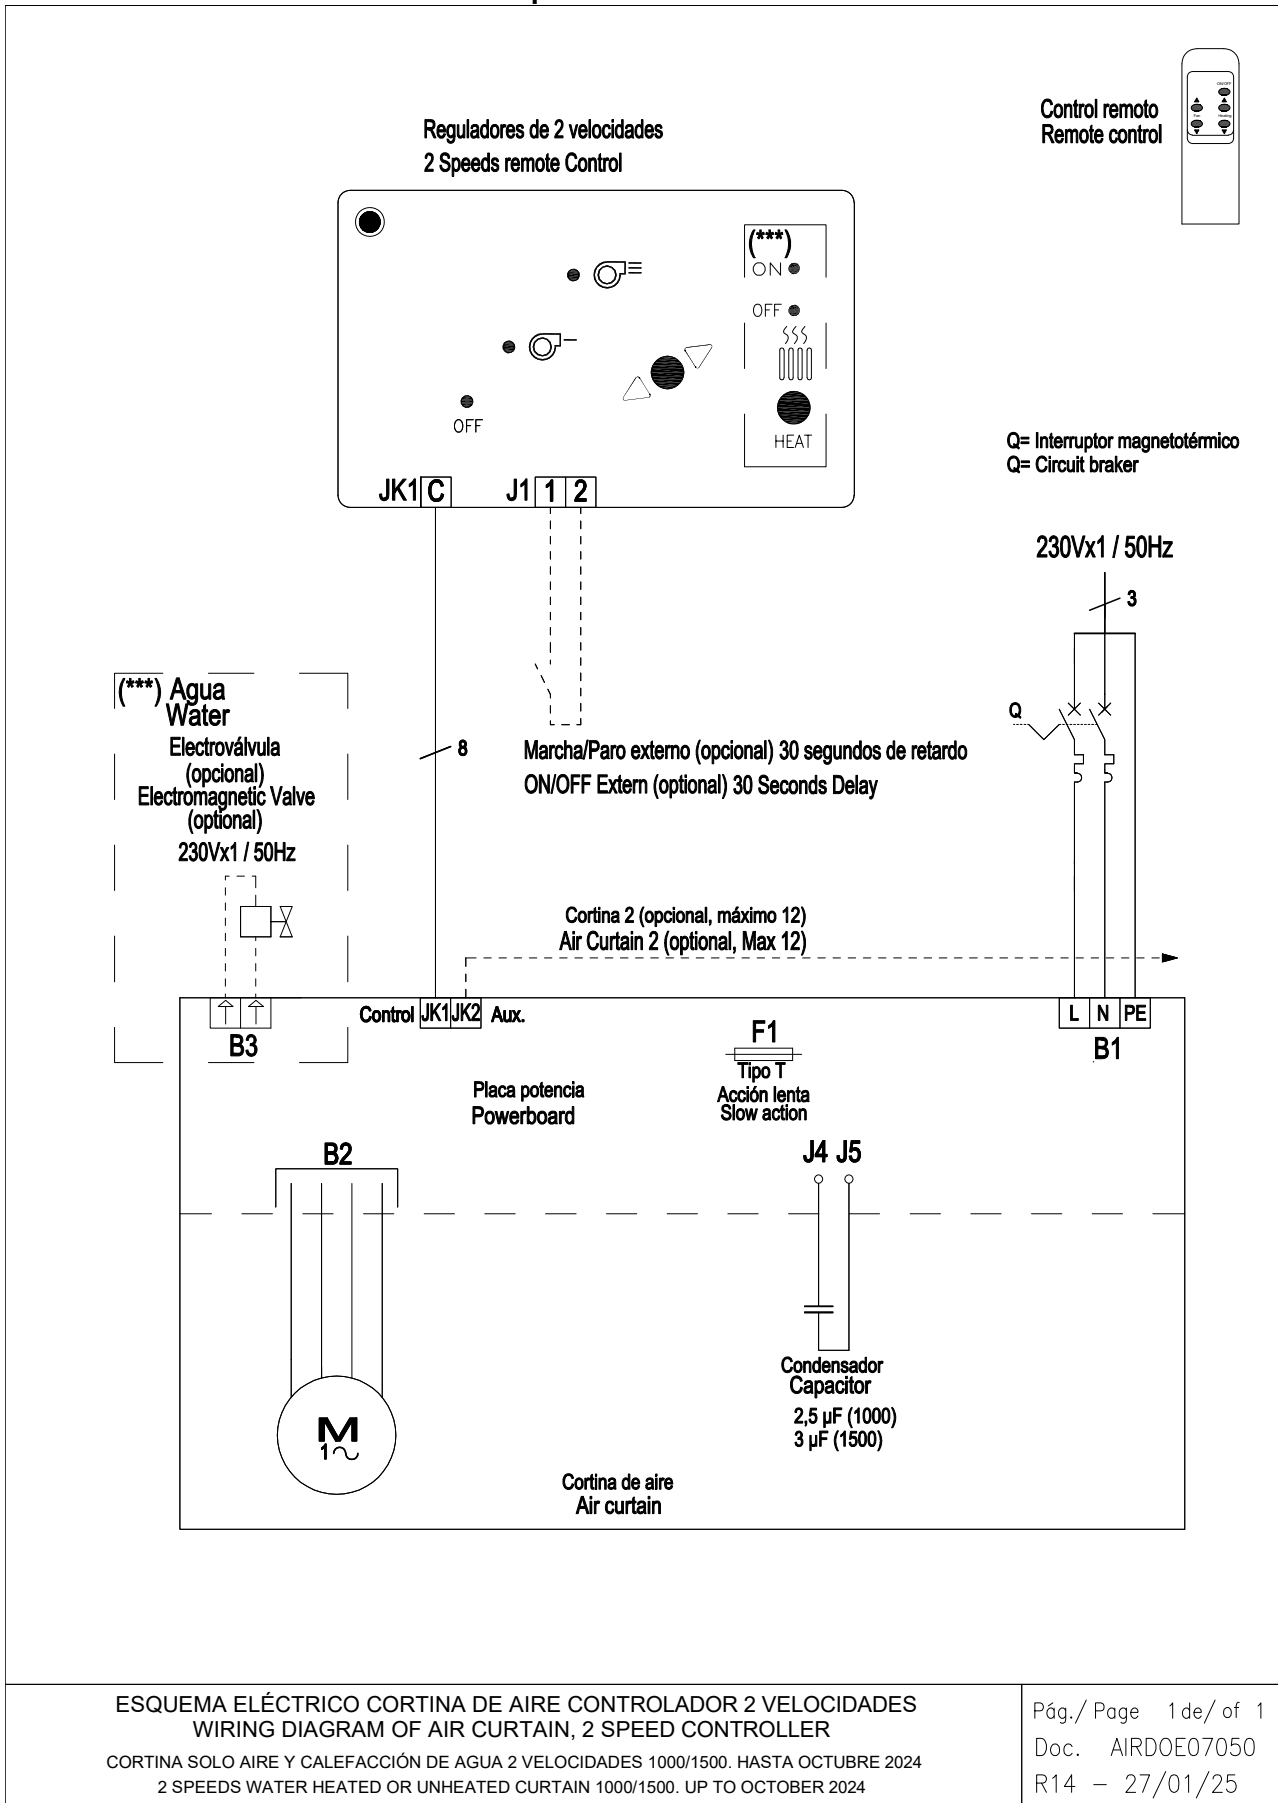 Control remoto
Remote control
ON/OFF
Fan
Heating
Reguladores de 2 velocidades
2 Speeds remote Control
(***)
ON
OFF
HEAT
OFF
JK1 C
J1 1 2
Q= Interruptor magnetotérmico
Q= Circuit braker
230Vx1 / 50Hz
3
Q
(***) Agua
Water
Electroválvula
(opcional)
Electromagnetic Valve
(optional)
230Vx1 / 50Hz
8
Marcha/Paro externo (opcional) 30 segundos de retardo
ON/OFF Extern (optional) 30 Seconds Delay
Cortina 2 (opcional, máximo 12)
Air Curtain 2 (optional, Max 12)
B3
Control JK1 JK2 Aux.
L N PE
B1
F1
Tipo T
Acción lenta
Slow action
Placa potencia
Powerboard
B2
J4 J5
M
1
Condensador
Capacitor
2,5 µF (1000)
3 µF (1500)
Cortina de aire
Air curtain
ESQUEMA ELÉCTRICO CORTINA DE AIRE CONTROLADOR 2 VELOCIDADES
WIRING DIAGRAM OF AIR CURTAIN, 2 SPEED CONTROLLER
CORTINA SOLO AIRE Y CALEFACCIÓN DE AGUA 2 VELOCIDADES 1000/1500. HASTA OCTUBRE 2024
2 SPEEDS WATER HEATED OR UNHEATED CURTAIN 1000/1500. UP TO OCTOBER 2024
Pág./ Page 1 de/ of 1
Doc. AIRDOE07050
R14 – 27/01/25